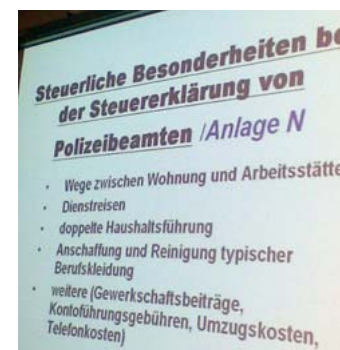 Steuerliche Besonderheiten be
der Steuererklärung von
Polizeibeamten /Anlage N
• Wege zwischen Wohnung und Arbeitsstätte
• Dienstreisen
• doppelte Haushaltsführung
• Anschaffung und Reinigung typischer
Berufskleidung
• weitere (Gewerkschaftsbeiträge,
Kontoführungsgebühren, Umzugskosten,
Telefonkosten)